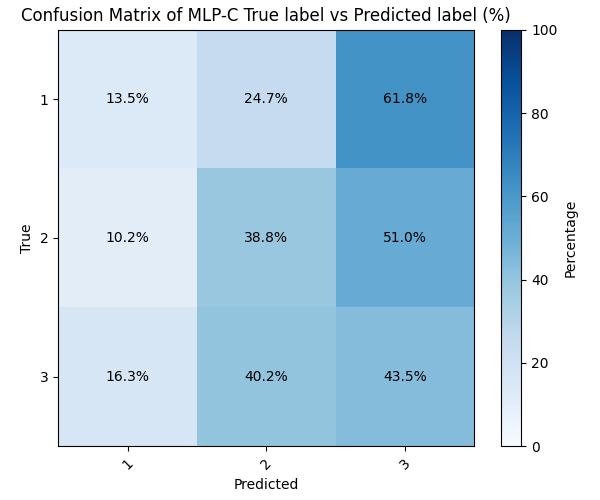 Confusion Matrix of MLP-C True label vs Predicted label (%)
1 13.5% 24.7% 61.8%
2 10.2% 38.8% 51.0%
3 16.3% 40.2% 43.5%
True
1 2 3
Predicted
100
80
60
40
20
0
Percentage